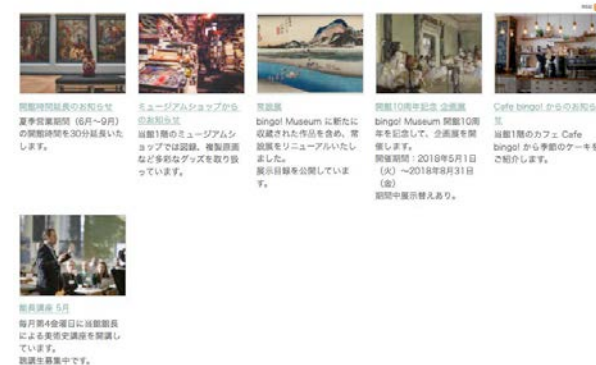 開館時間延長のお知らせ
夏季営業期間（6月〜9月）
の開館時間を30分延長いた
します。
ミュージアムショップから
のお知らせ
当館1階のミュージアムシ
ョップでは図録、複製原画
など多彩なグッズを取り扱
っています。
常設展
bingo! Museum に新たに
収蔵された作品を含め、常
設展をリニューアルいたし
ました。
展示目録を公開していま
す。
開館10周年記念 企画展
bingo! Museum 開館10周
年を記念して、企画展を開
催します。
開催期間：2018年5月1日
（火）〜2018年8月31日
（金）
期間中展示替えあり。
Cafe bingo! からのお知ら
せ
当館1階のカフェ Cafe
bingo! から季節のケーキを
ご紹介します。
館長講座 5月
毎月第4金曜日に当館館長
による美術史講座を開講し
ています。
聴講生募集中です。